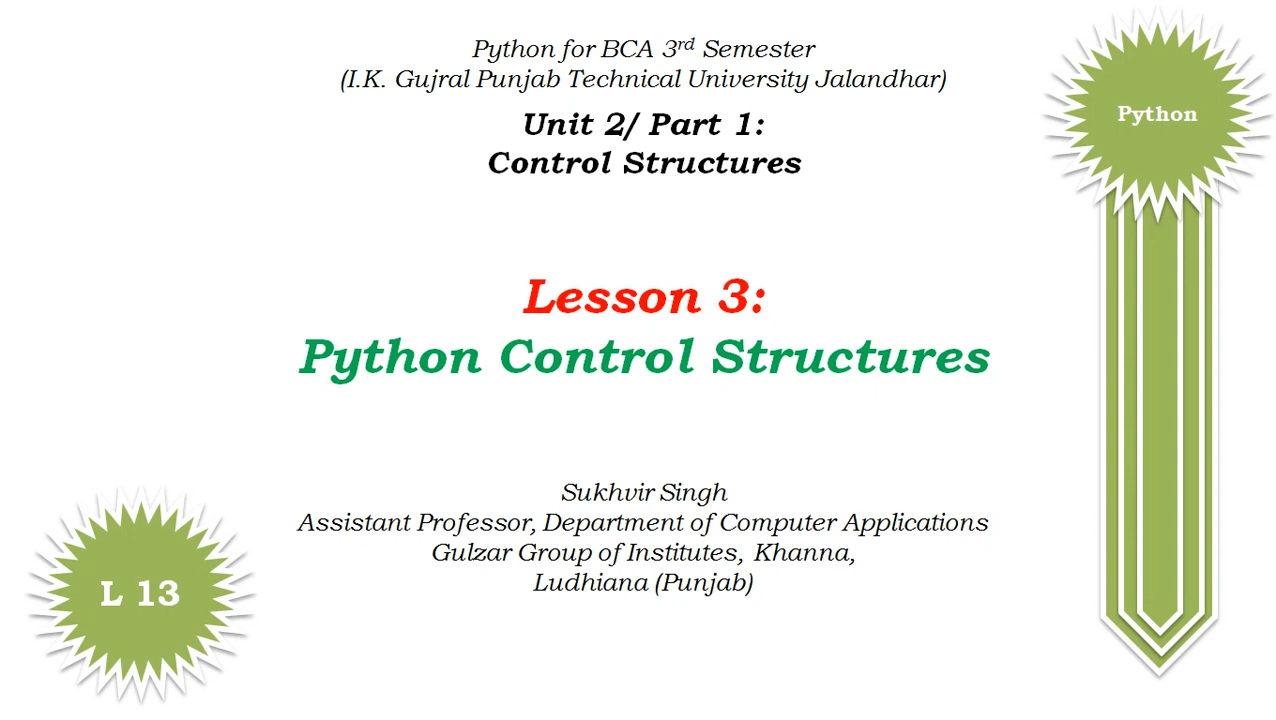 Python for BCA 3rd Semester
(I.K. Gujral Punjab Technical University Jalandhar)
Unit 2/ Part 1:
Control Structures
Python
Lesson 3:
Python Control Structures
Sukhvir Singh
Assistant Professor, Department of Computer Applications
Gulzar Group of Institutes, Khanna,
Ludhiana (Punjab)
L 13